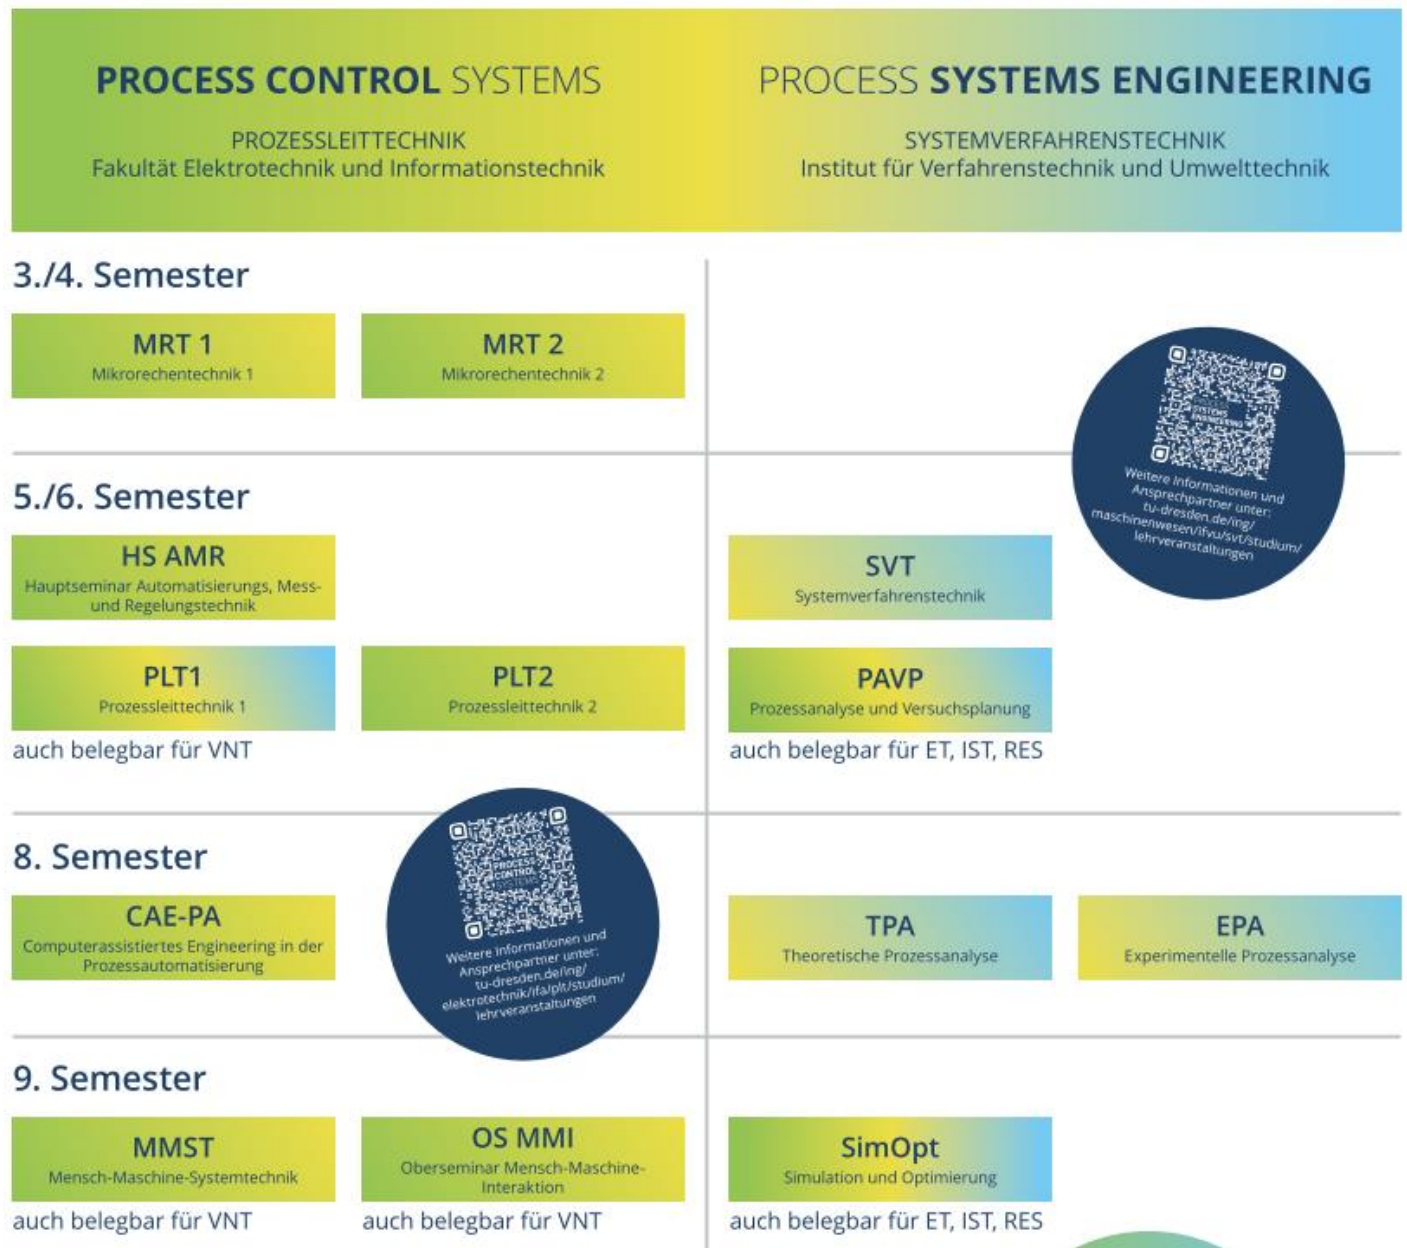 PROCESS CONTROL SYSTEMS
PROZESSLEITTECHNIK
Fakultät Elektrotechnik und Informationstechnik
PROCESS SYSTEMS ENGINEERING
SYSTEMVERFAHRENSTECHNIK
Institut für Verfahrenstechnik und Umwelttechnik
3./4. Semester
MRT 1
Mikrorechentechnik 1
MRT 2
Mikrorechentechnik 2
PROCESS
SYSTEMS
ENGINEERING
Weitere Informationen und
Ansprechpartner unter:
tu-dresden.de/ing/
maschinenwesen/ifvu/svt/studium/
lehrveranstaltungen
5./6. Semester
HS AMR
Hauptseminar Automatisierungs, Mess-
und Regelungstechnik
SVT
Systemverfahrenstechnik
PLT1
Prozessleittechnik 1
auch belegbar für VNT
PLT2
Prozessleittechnik 2
PAVP
Prozessanalyse und Versuchsplanung
auch belegbar für ET, IST, RES
8. Semester
CAE-PA
Computerassistiertes Engineering in der
Prozessautomatisierung
PROCESS
CONTROL
SYSTEMS
Weitere Informationen und
Ansprechpartner unter:
tu-dresden.de/ing/
elektrotechnik/ifa/plt/studium/
lehrveranstaltungen
TPA
Theoretische Prozessanalyse
EPA
Experimentelle Prozessanalyse
9. Semester
MMST
Mensch-Maschine-Systemtechnik
auch belegbar für VNT
OS MMI
Oberseminar Mensch-Maschine-
Interaktion
auch belegbar für VNT
SimOpt
Simulation und Optimierung
auch belegbar für ET, IST, RES